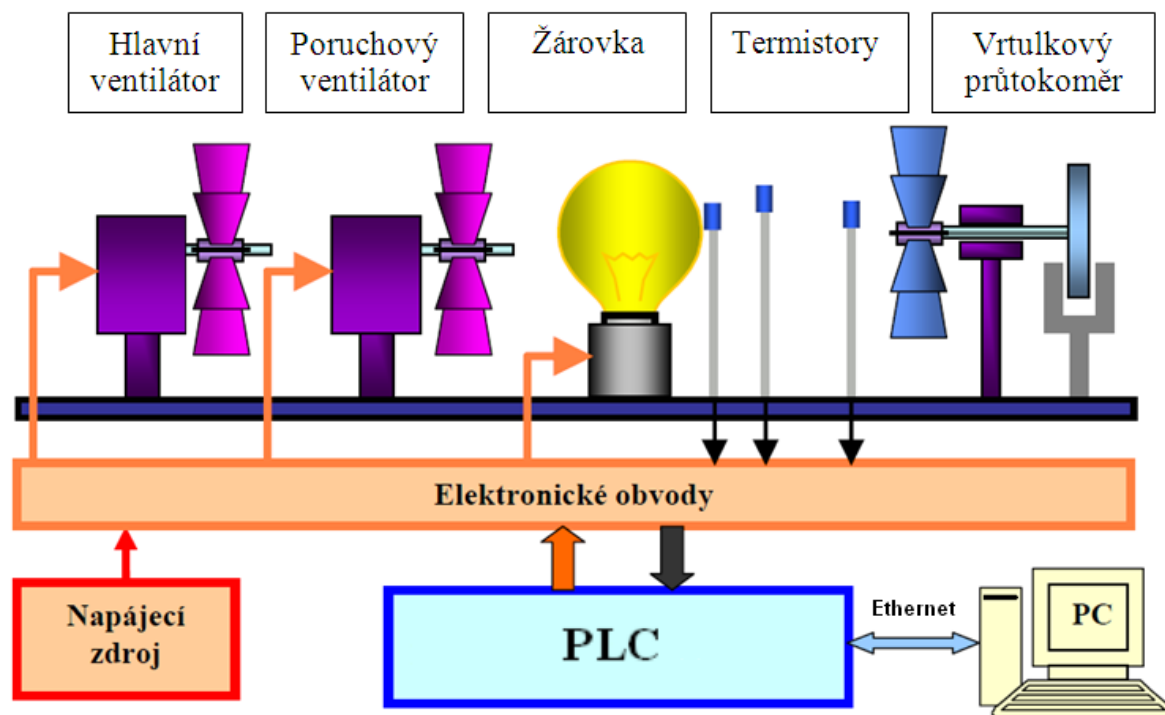 Hlavní
ventilátor
Poruchový
ventilátor
Žárovka
Termistory
Vrtulkový
průtokoměr
Elektronické obvody
Napájecí
zdroj
PLC
Ethernet
PC